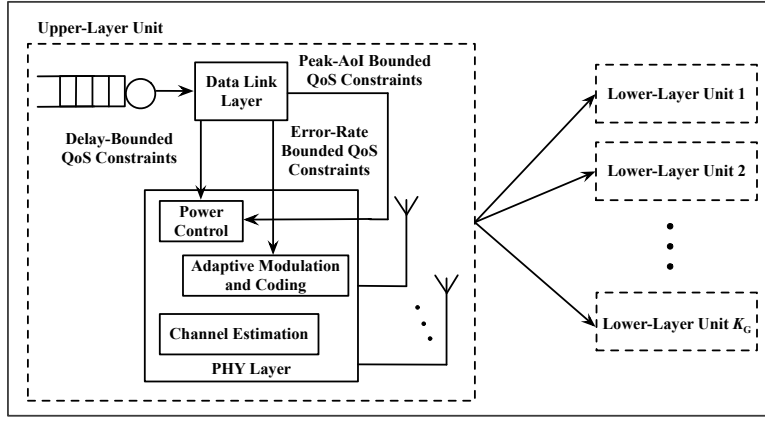 Upper-Layer Unit
Data Link
Layer
Peak-AoI Bounded
QoS Constraints
Delay-Bounded
QoS Constraints
Error-Rate
Bounded QoS
Constraints
Power
Control
Adaptive Modulation
and Coding
Channel Estimation
PHY Layer
Lower-Layer Unit 1
Lower-Layer Unit 2
Lower-Layer Unit K_G